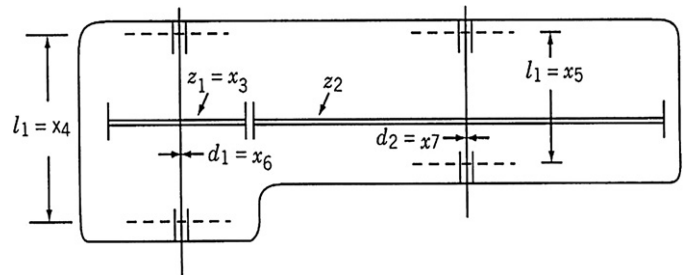 z₁ = x₃
z₂
l₁ = x₅
l₁ = x₄
d₂ = x₇
d₁ = x₆